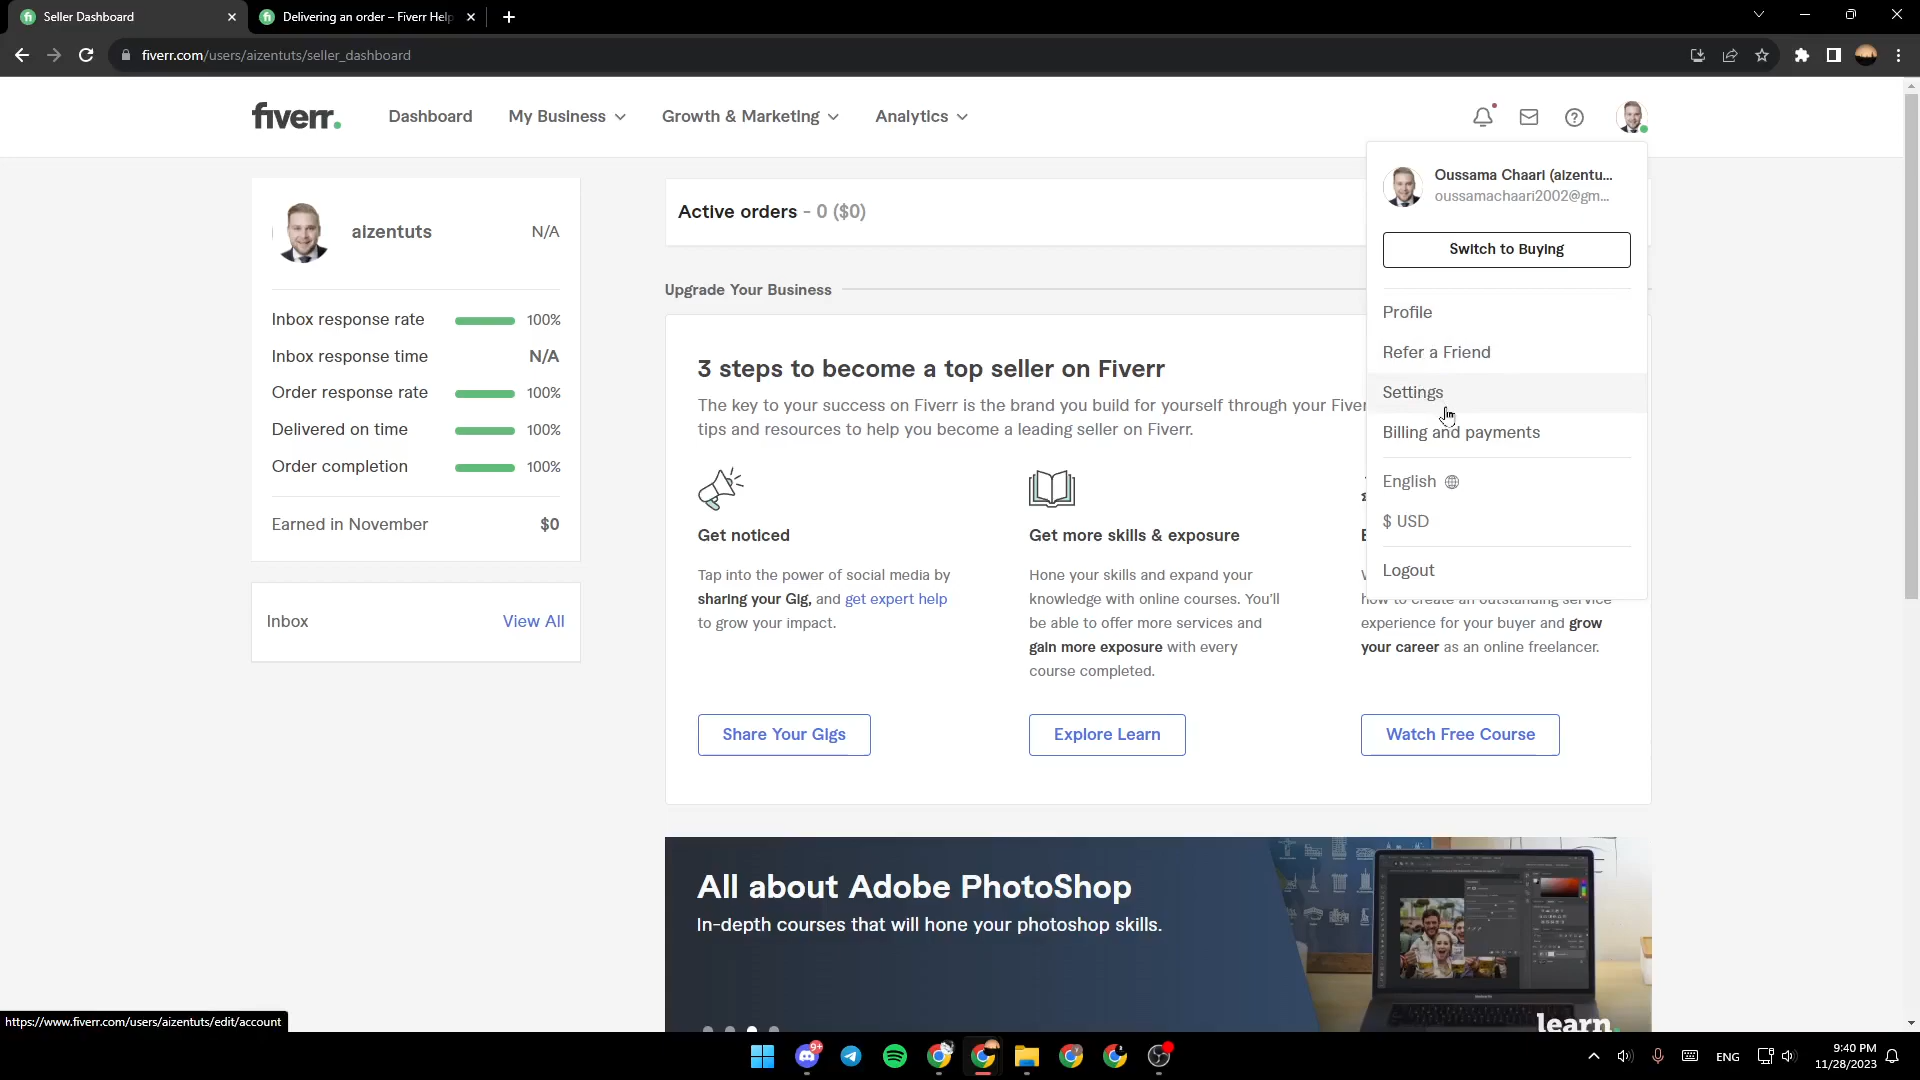 Seller Dashboard
Delivering an order – Fiverr Help
fiverr.com/users/aizentuts/seller_dashboard
fiverr.
Dashboard
My Business
Growth & Marketing
Analytics
aizentuts
N/A
Inbox response rate
100%
Inbox response time
N/A
Order response rate
100%
Delivered on time
100%
Order completion
100%
Earned in November
$0
Inbox
View All
Active orders - 0 ($0)
Upgrade Your Business
3 steps to become a top seller on Fiverr
The key to your success on Fiverr is the brand you build for yourself through your Fiver
tips and resources to help you become a leading seller on Fiverr.
Get noticed
Tap into the power of social media by
sharing your Gig, and get expert help
to grow your impact.
Share Your Gigs
Get more skills & exposure
Hone your skills and expand your
knowledge with online courses. You'll
be able to offer more services and
gain more exposure with every
course completed.
Explore Learn
how to create an outstanding service
experience for your buyer and grow
your career as an online freelancer.
Watch Free Course
Oussama Chaari (aizentu...
oussamachaari2002@gm...
Switch to Buying
Profile
Refer a Friend
Settings
Billing and payments
English
$ USD
Logout
All about Adobe PhotoShop
In-depth courses that will hone your photoshop skills.
learn.
https://www.fiverr.com/users/aizentuts/edit/account
9+
ENG
9:40 PM
11/28/2023